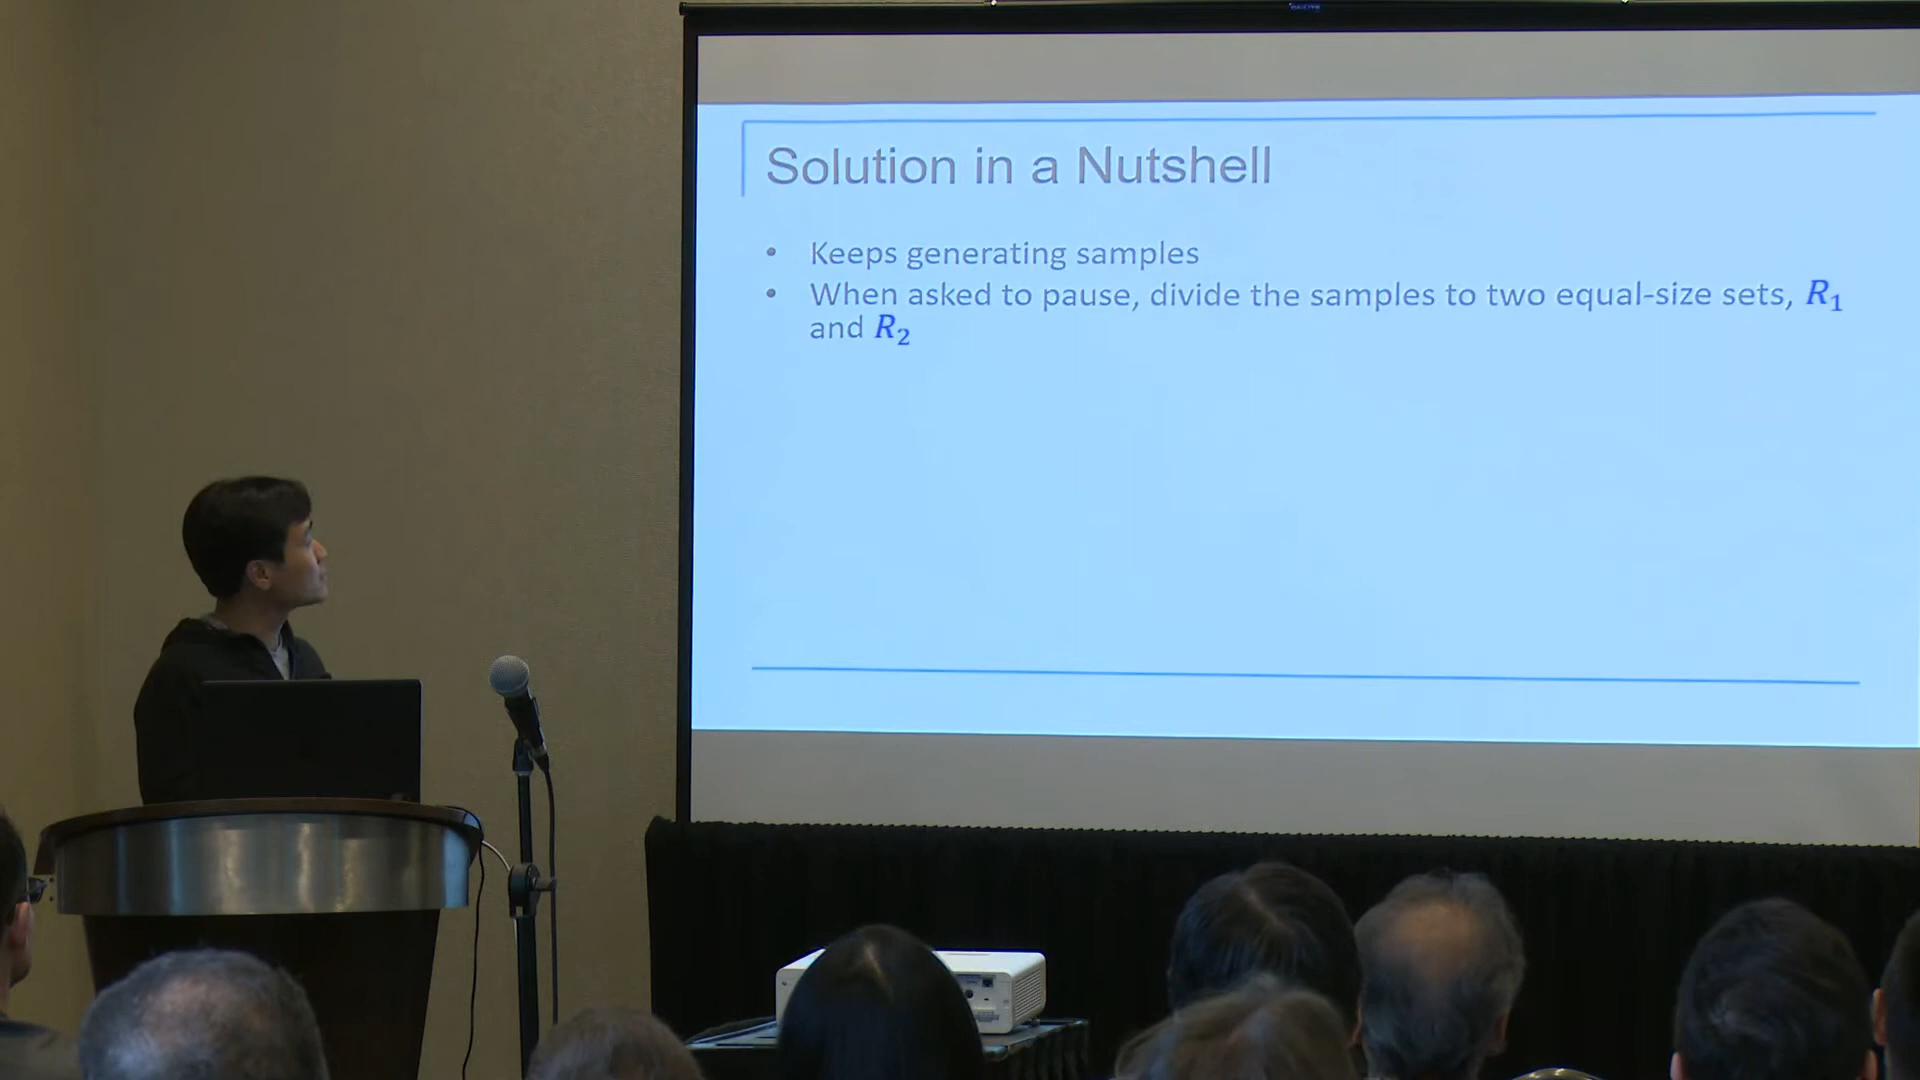 Solution in a Nutshell
• Keeps generating samples
• When asked to pause, divide the samples to two equal-size sets, R₁
and R₂